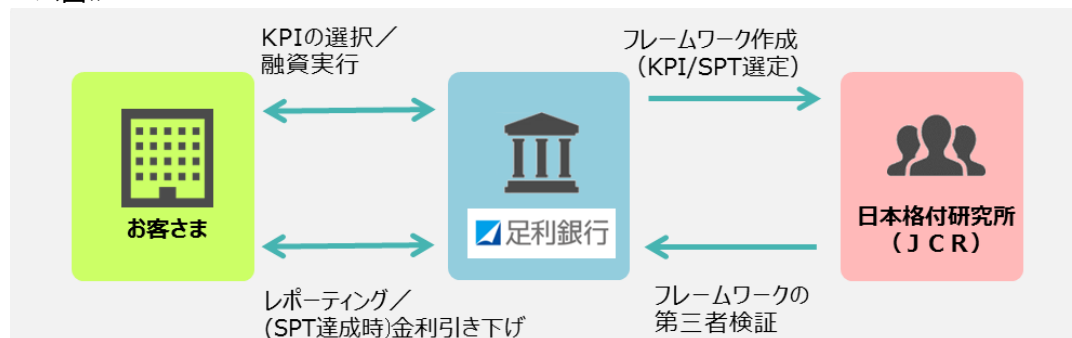 KPIの選択／
融資実行
フレームワーク作成
（KPI/SPT選定）
お客さま
足利銀行
日本格付研究所
（ＪＣＲ）
レポーティング／
(SPT達成時)金利引き下げ
フレームワークの
第三者検証